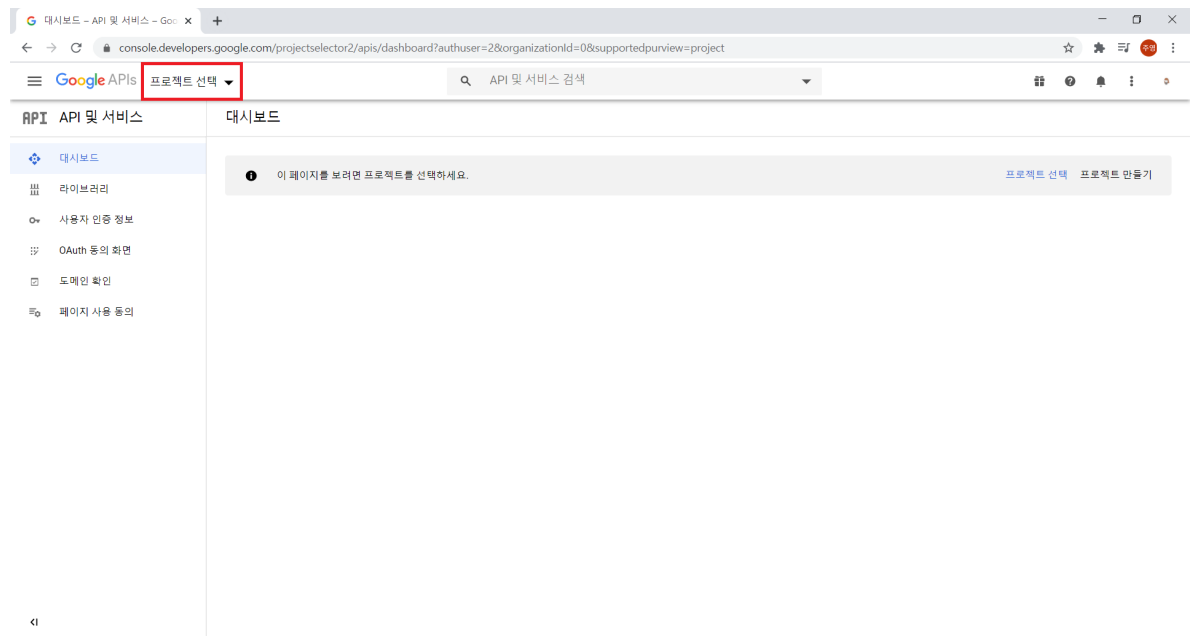 대시보드 – API 및 서비스 – Goo
console.developers.google.com/projectselector2/apis/dashboard?authuser=2&organizationId=0&supportedpurview=project
주영
Google APIs 프로젝트 선택 API 및 서비스 검색
API API 및 서비스 대시보드
대시보드
이 페이지를 보려면 프로젝트를 선택하세요. 프로젝트 선택 프로젝트 만들기
라이브러리
사용자 인증 정보
OAuth 동의 화면
도메인 확인
페이지 사용 동의